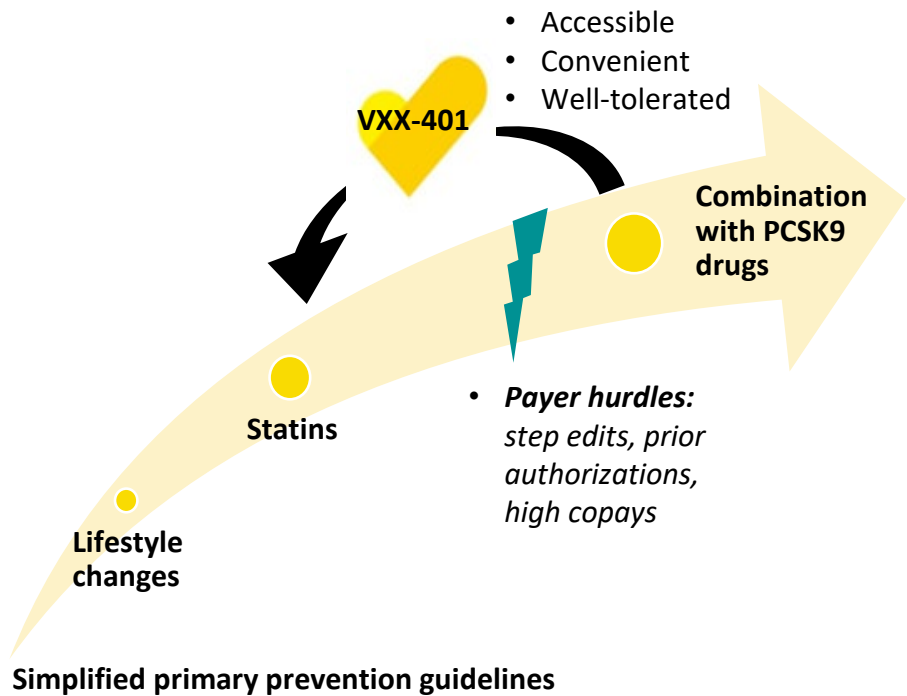 • Accessible
• Convenient
• Well-tolerated
VXX-401
Combination
with PCSK9
drugs
• Payer hurdles:
step edits, prior
authorizations,
high copays
Statins
Lifestyle
changes
Simplified primary prevention guidelines